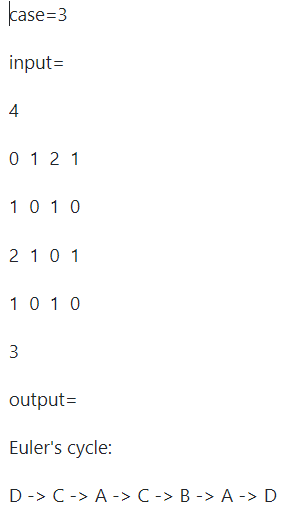 case=3
input=
4
0 1 2 1
1 0 1 0
2 1 0 1
1 0 1 0
3
output=
Euler's cycle:
D -> C -> A -> C -> B -> A -> D